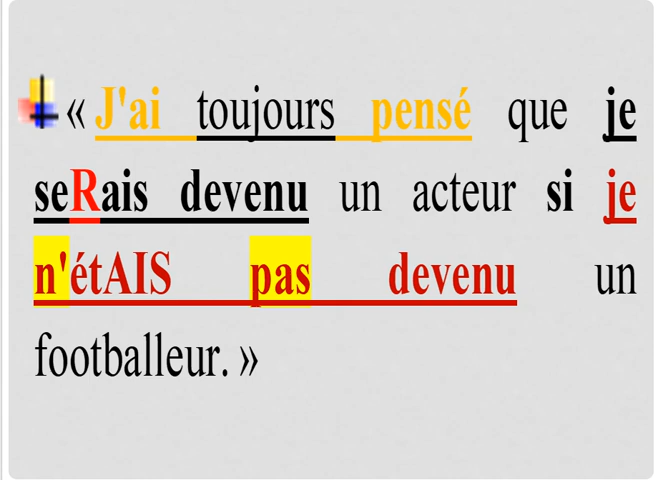 « J'ai toujours pensé que je
seRais devenu un acteur si je
n'étAIS pas devenu un
footballeur. »